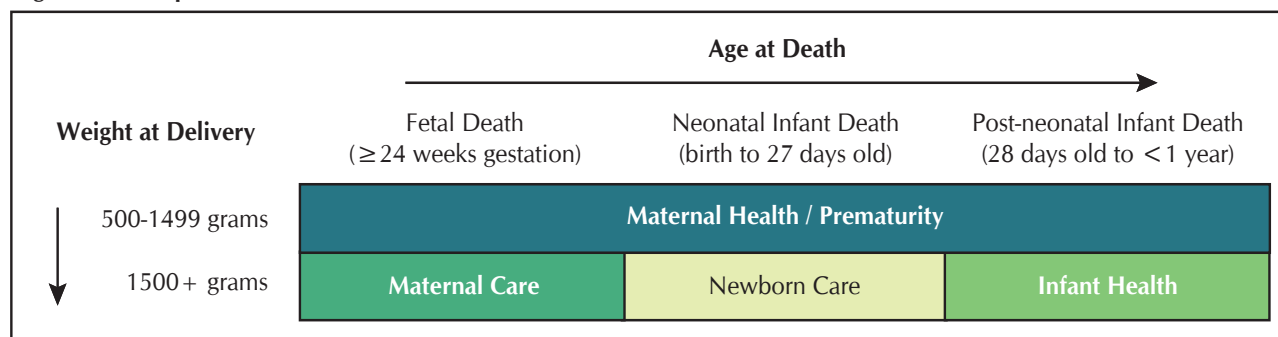 Age at Death
Weight at Delivery
Fetal Death
(≥24 weeks gestation)
Neonatal Infant Death
(birth to 27 days old)
Post-neonatal Infant Death
(28 days old to <1 year)
500-1499 grams
Maternal Health / Prematurity
1500+ grams
Maternal Care
Newborn Care
Infant Health